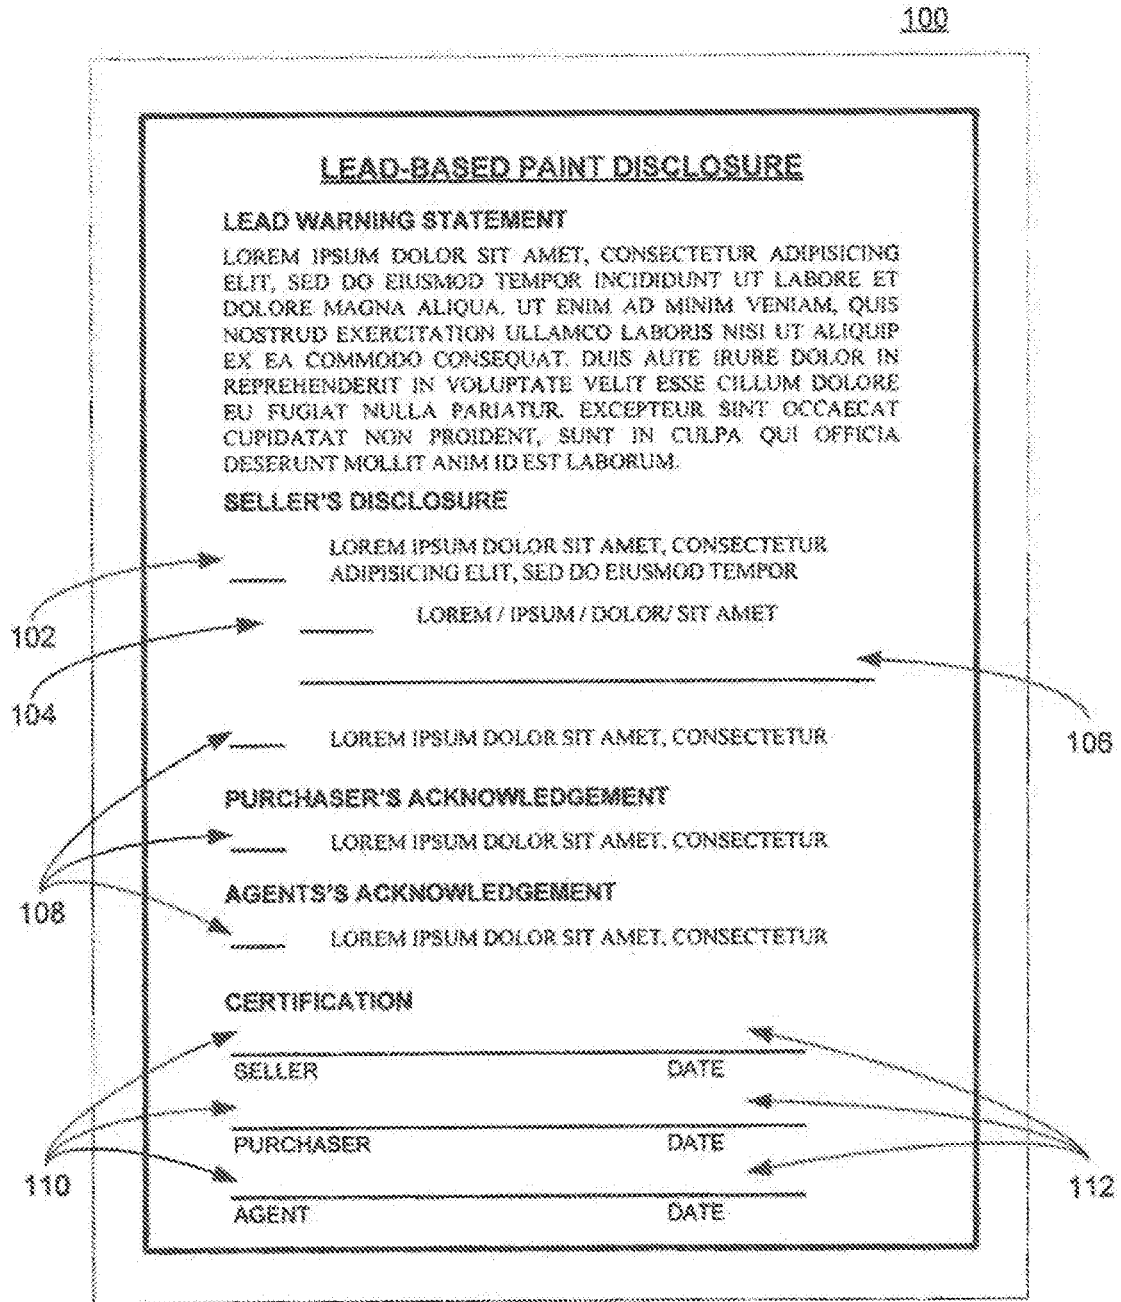 100
LEAD-BASED PAINT DISCLOSURE
LEAD WARNING STATEMENT
LOREM IPSUM DOLOR SIT AMET, CONSECTETUR ADIPISICING
ELIT, SED DO EIUSMOD TEMPOR INCIDIDUNT UT LABORE ET
DOLORE MAGNA ALIQUA. UT ENIM AD MINIM VENIAM, QUIS
NOSTRUD EXERCITATION ULLAMCO LABORIS NISI UT ALIQUIP
EX EA COMMODO CONSEQUAT. DUIS AUTE IRURE DOLOR IN
REPREHENDERIT IN VOLUPTATE VELIT ESSE CILLUM DOLORE
EU FUGIAT NULLA PARIATUR. EXCEPTEUR SINT OCCAECAT
CUPIDATAT NON PROIDENT, SUNT IN CULPA QUI OFFICIA
DESERUNT MOLLIT ANIM ID EST LABORUM.
SELLER'S DISCLOSURE
LOREM IPSUM DOLOR SIT AMET, CONSECTETUR
ADIPISICING ELIT, SED DO EIUSMOD TEMPOR
102
LOREM / IPSUM / DOLOR/ SIT AMET
104
106
LOREM IPSUM DOLOR SIT AMET, CONSECTETUR
PURCHASER'S ACKNOWLEDGEMENT
LOREM IPSUM DOLOR SIT AMET, CONSECTETUR
AGENTS'S ACKNOWLEDGEMENT
108
LOREM IPSUM DOLOR SIT AMET, CONSECTETUR
CERTIFICATION
SELLER DATE
PURCHASER DATE
110
112
AGENT DATE